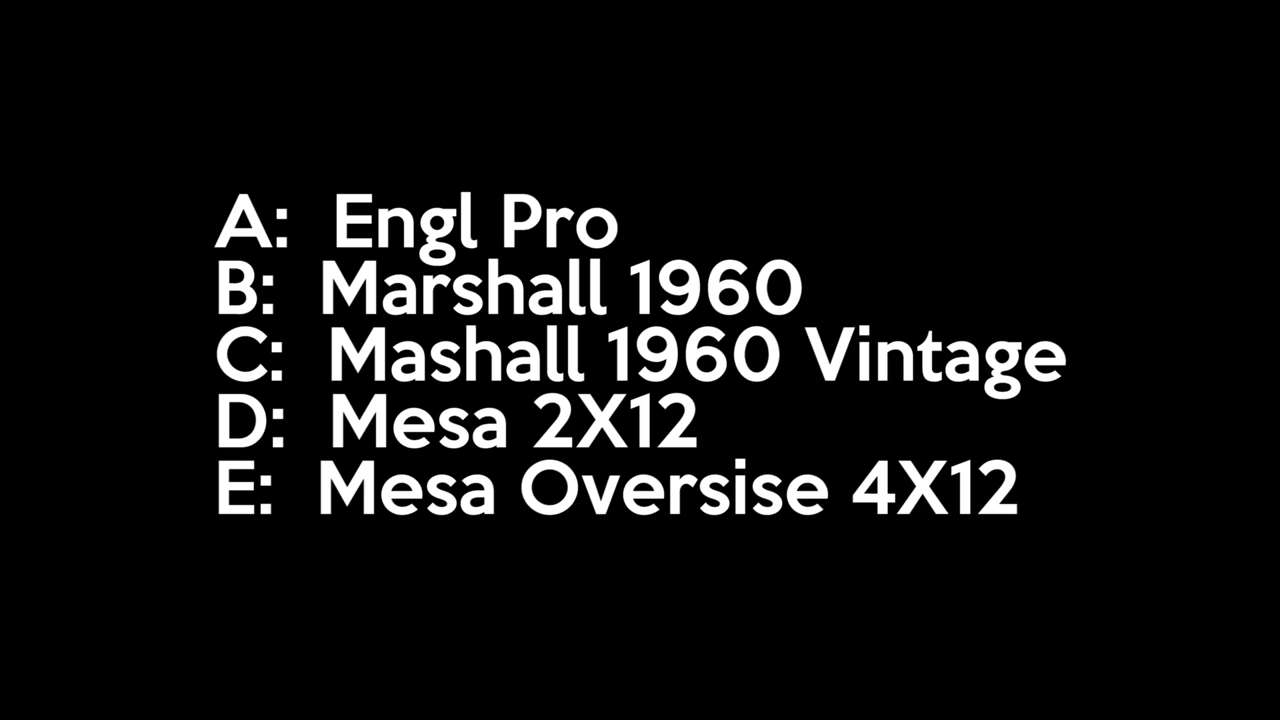 A: Engl Pro
B: Marshall 1960
C: Mashall 1960 Vintage
D: Mesa 2X12
E: Mesa Oversise 4X12